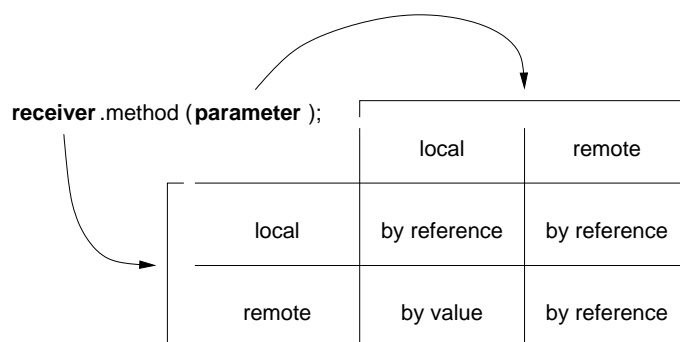 receiver.method (parameter );
local remote
local by reference by reference
remote by value by reference